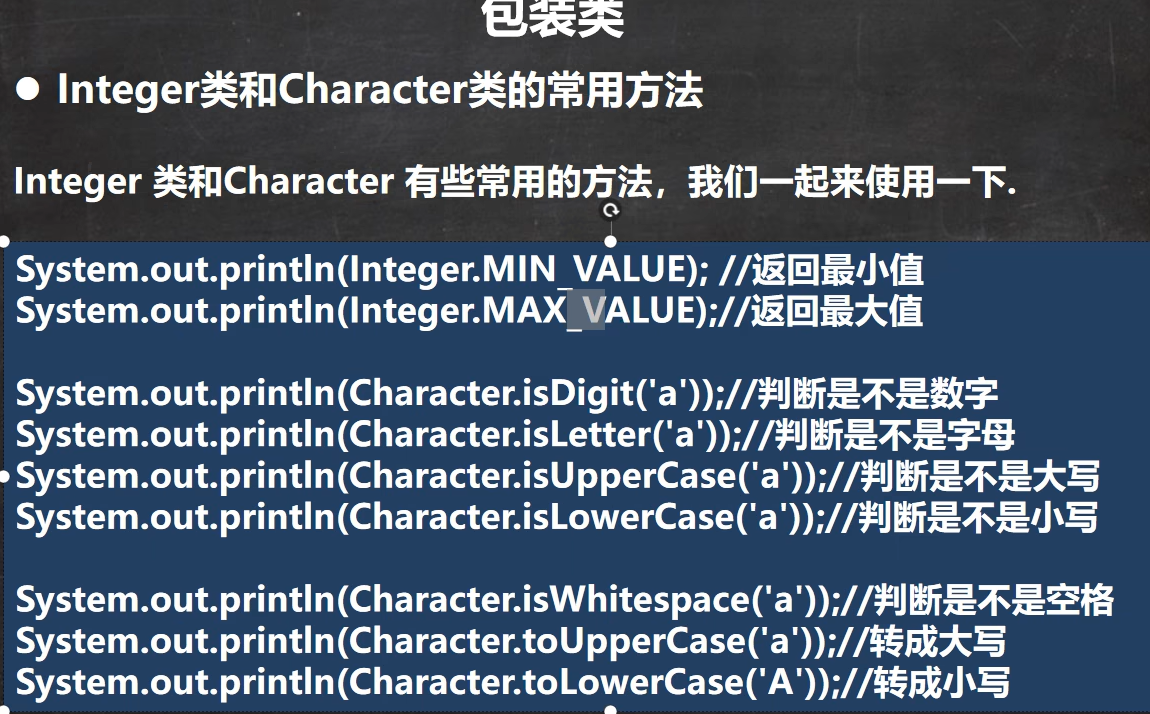 包装类
● Integer类和Character类的常用方法
Integer 类和Character 有些常用的方法，我们一起来使用一下.
System.out.println(Integer.MIN_VALUE); //返回最小值
System.out.println(Integer.MAX_VALUE);//返回最大值
System.out.println(Character.isDigit('a'));//判断是不是数字
System.out.println(Character.isLetter('a'));//判断是不是字母
System.out.println(Character.isUpperCase('a'));//判断是不是大写
System.out.println(Character.isLowerCase('a'));//判断是不是小写
System.out.println(Character.isWhitespace('a'));//判断是不是空格
System.out.println(Character.toUpperCase('a'));//转成大写
System.out.println(Character.toLowerCase('A'));//转成小写